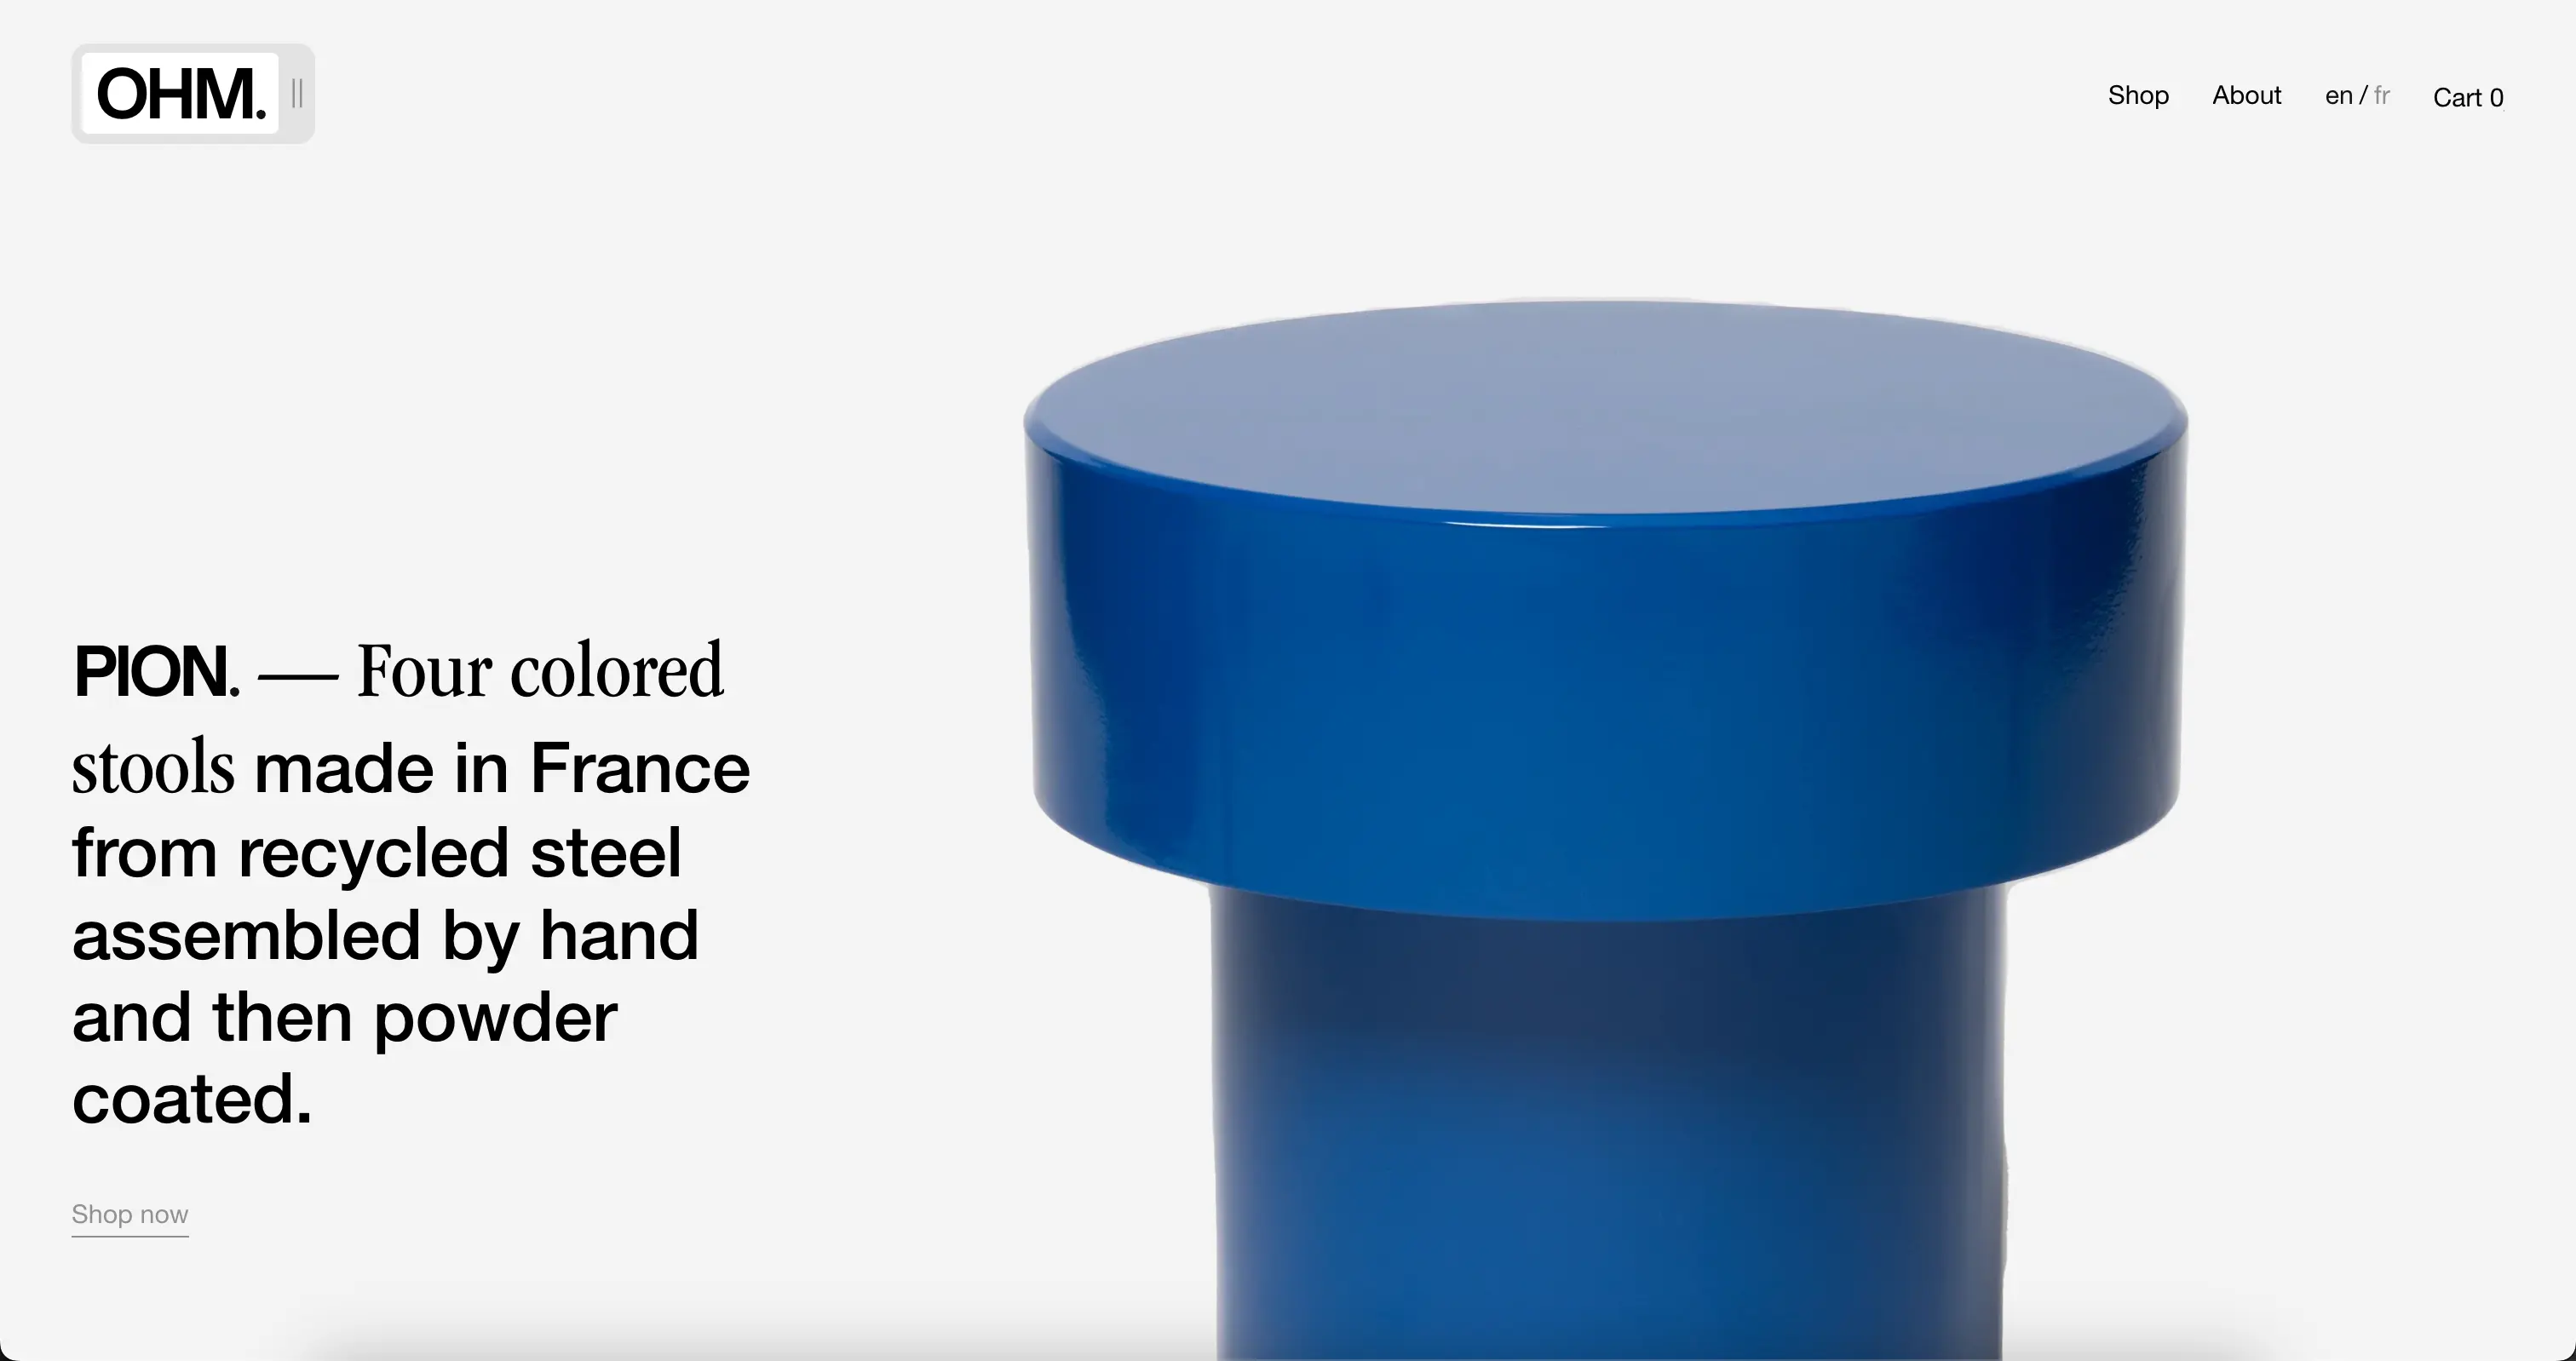 OHM.
Shop About en / fr Cart 0
PION. — Four colored
stools made in France
from recycled steel
assembled by hand
and then powder
coated.
Shop now